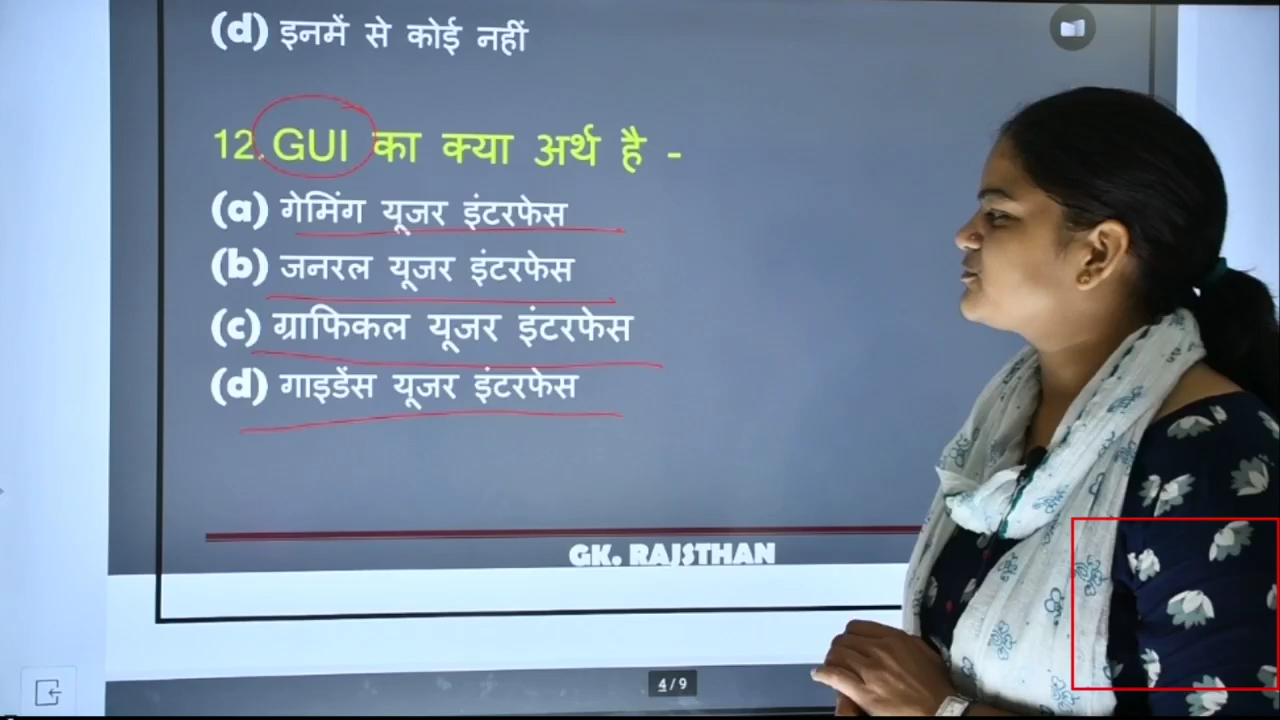 (d) इनमें से कोई नहीं
12. GUI का क्या अर्थ है -
(a) गेमिंग यूजर इंटरफेस
(b) जनरल यूजर इंटरफेस
(c) ग्राफिकल यूजर इंटरफेस
(d) गाइडेंस यूजर इंटरफेस
GK. RAJSTHAN
4/9